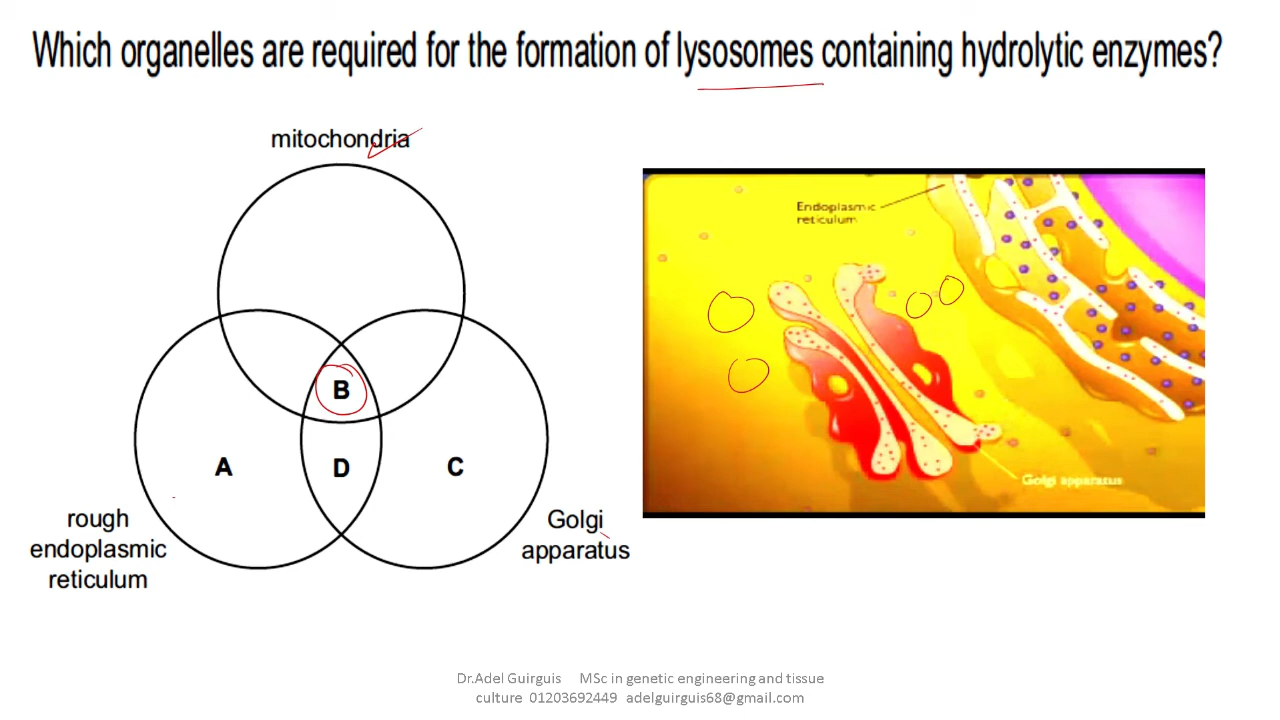 Which organelles are required for the formation of lysosomes containing hydrolytic enzymes?
mitochondria
B
A
D
C
rough
endoplasmic
reticulum
Golgi
apparatus
Endoplasmic
reticulum
Golgi apparatus
Dr.Adel Guirguis MSc in genetic engineering and tissue
culture 01203692449 adelguirguis68@gmail.com